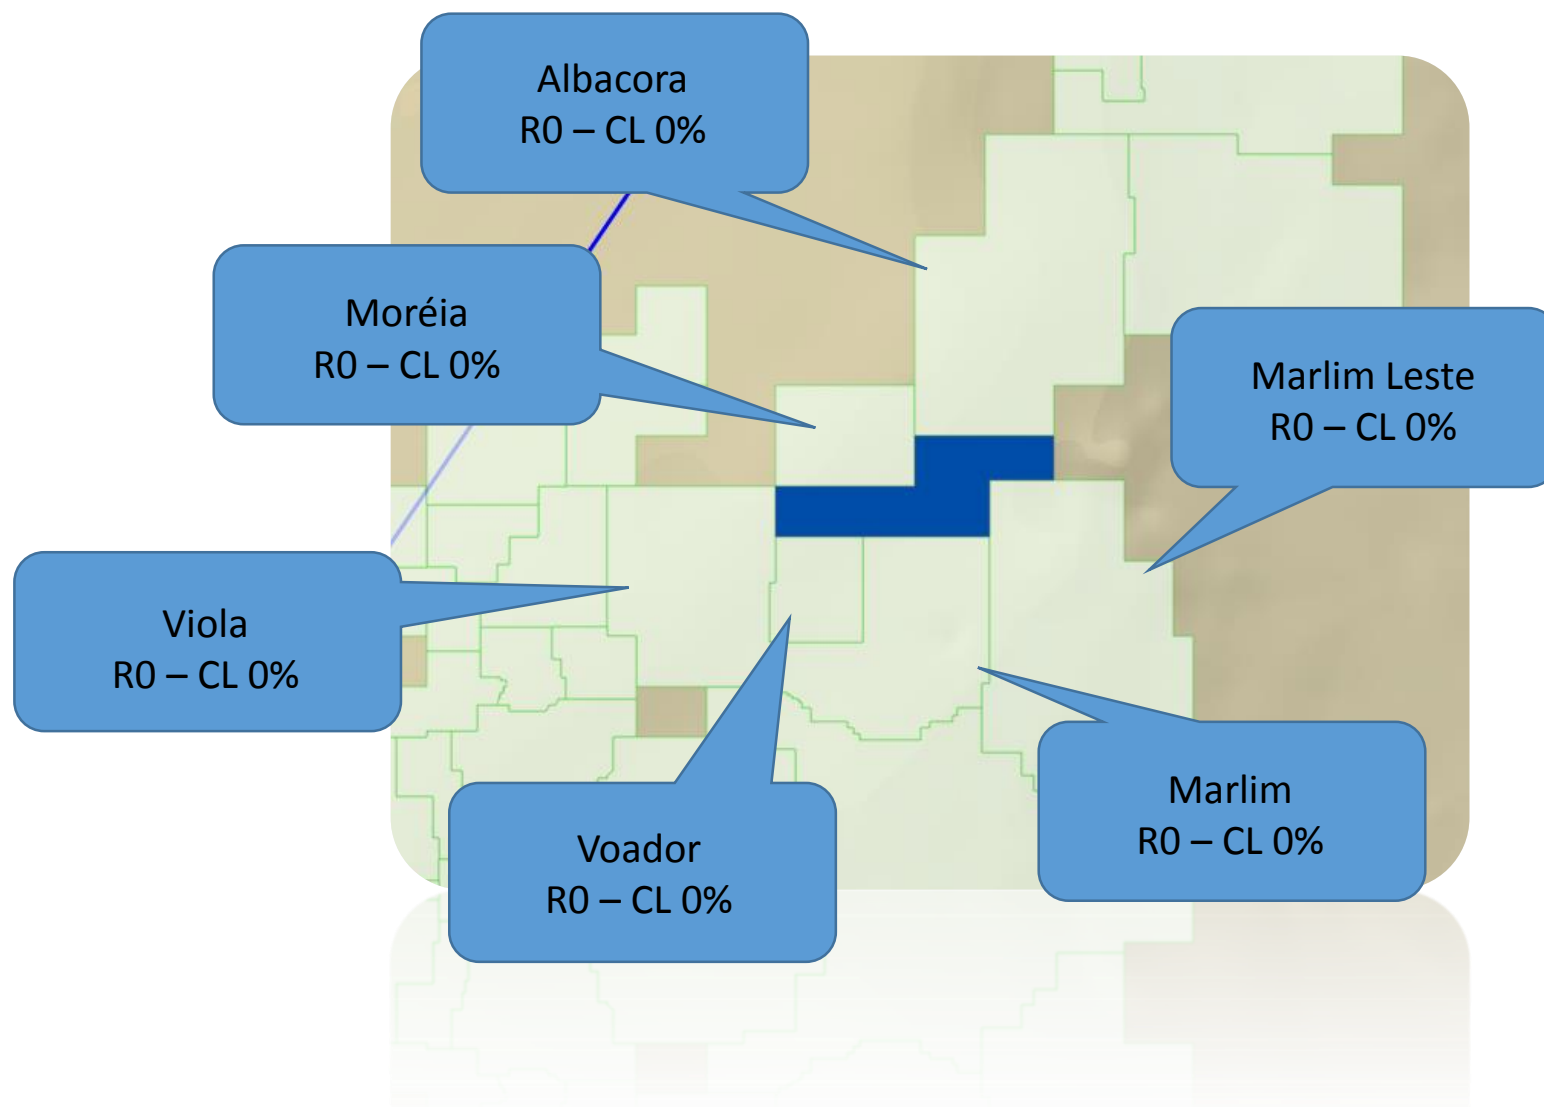 Albacora
R0 – CL 0%
Moréia
R0 – CL 0%
Marlim Leste
R0 – CL 0%
Viola
R0 – CL 0%
Voador
R0 – CL 0%
Marlim
R0 – CL 0%